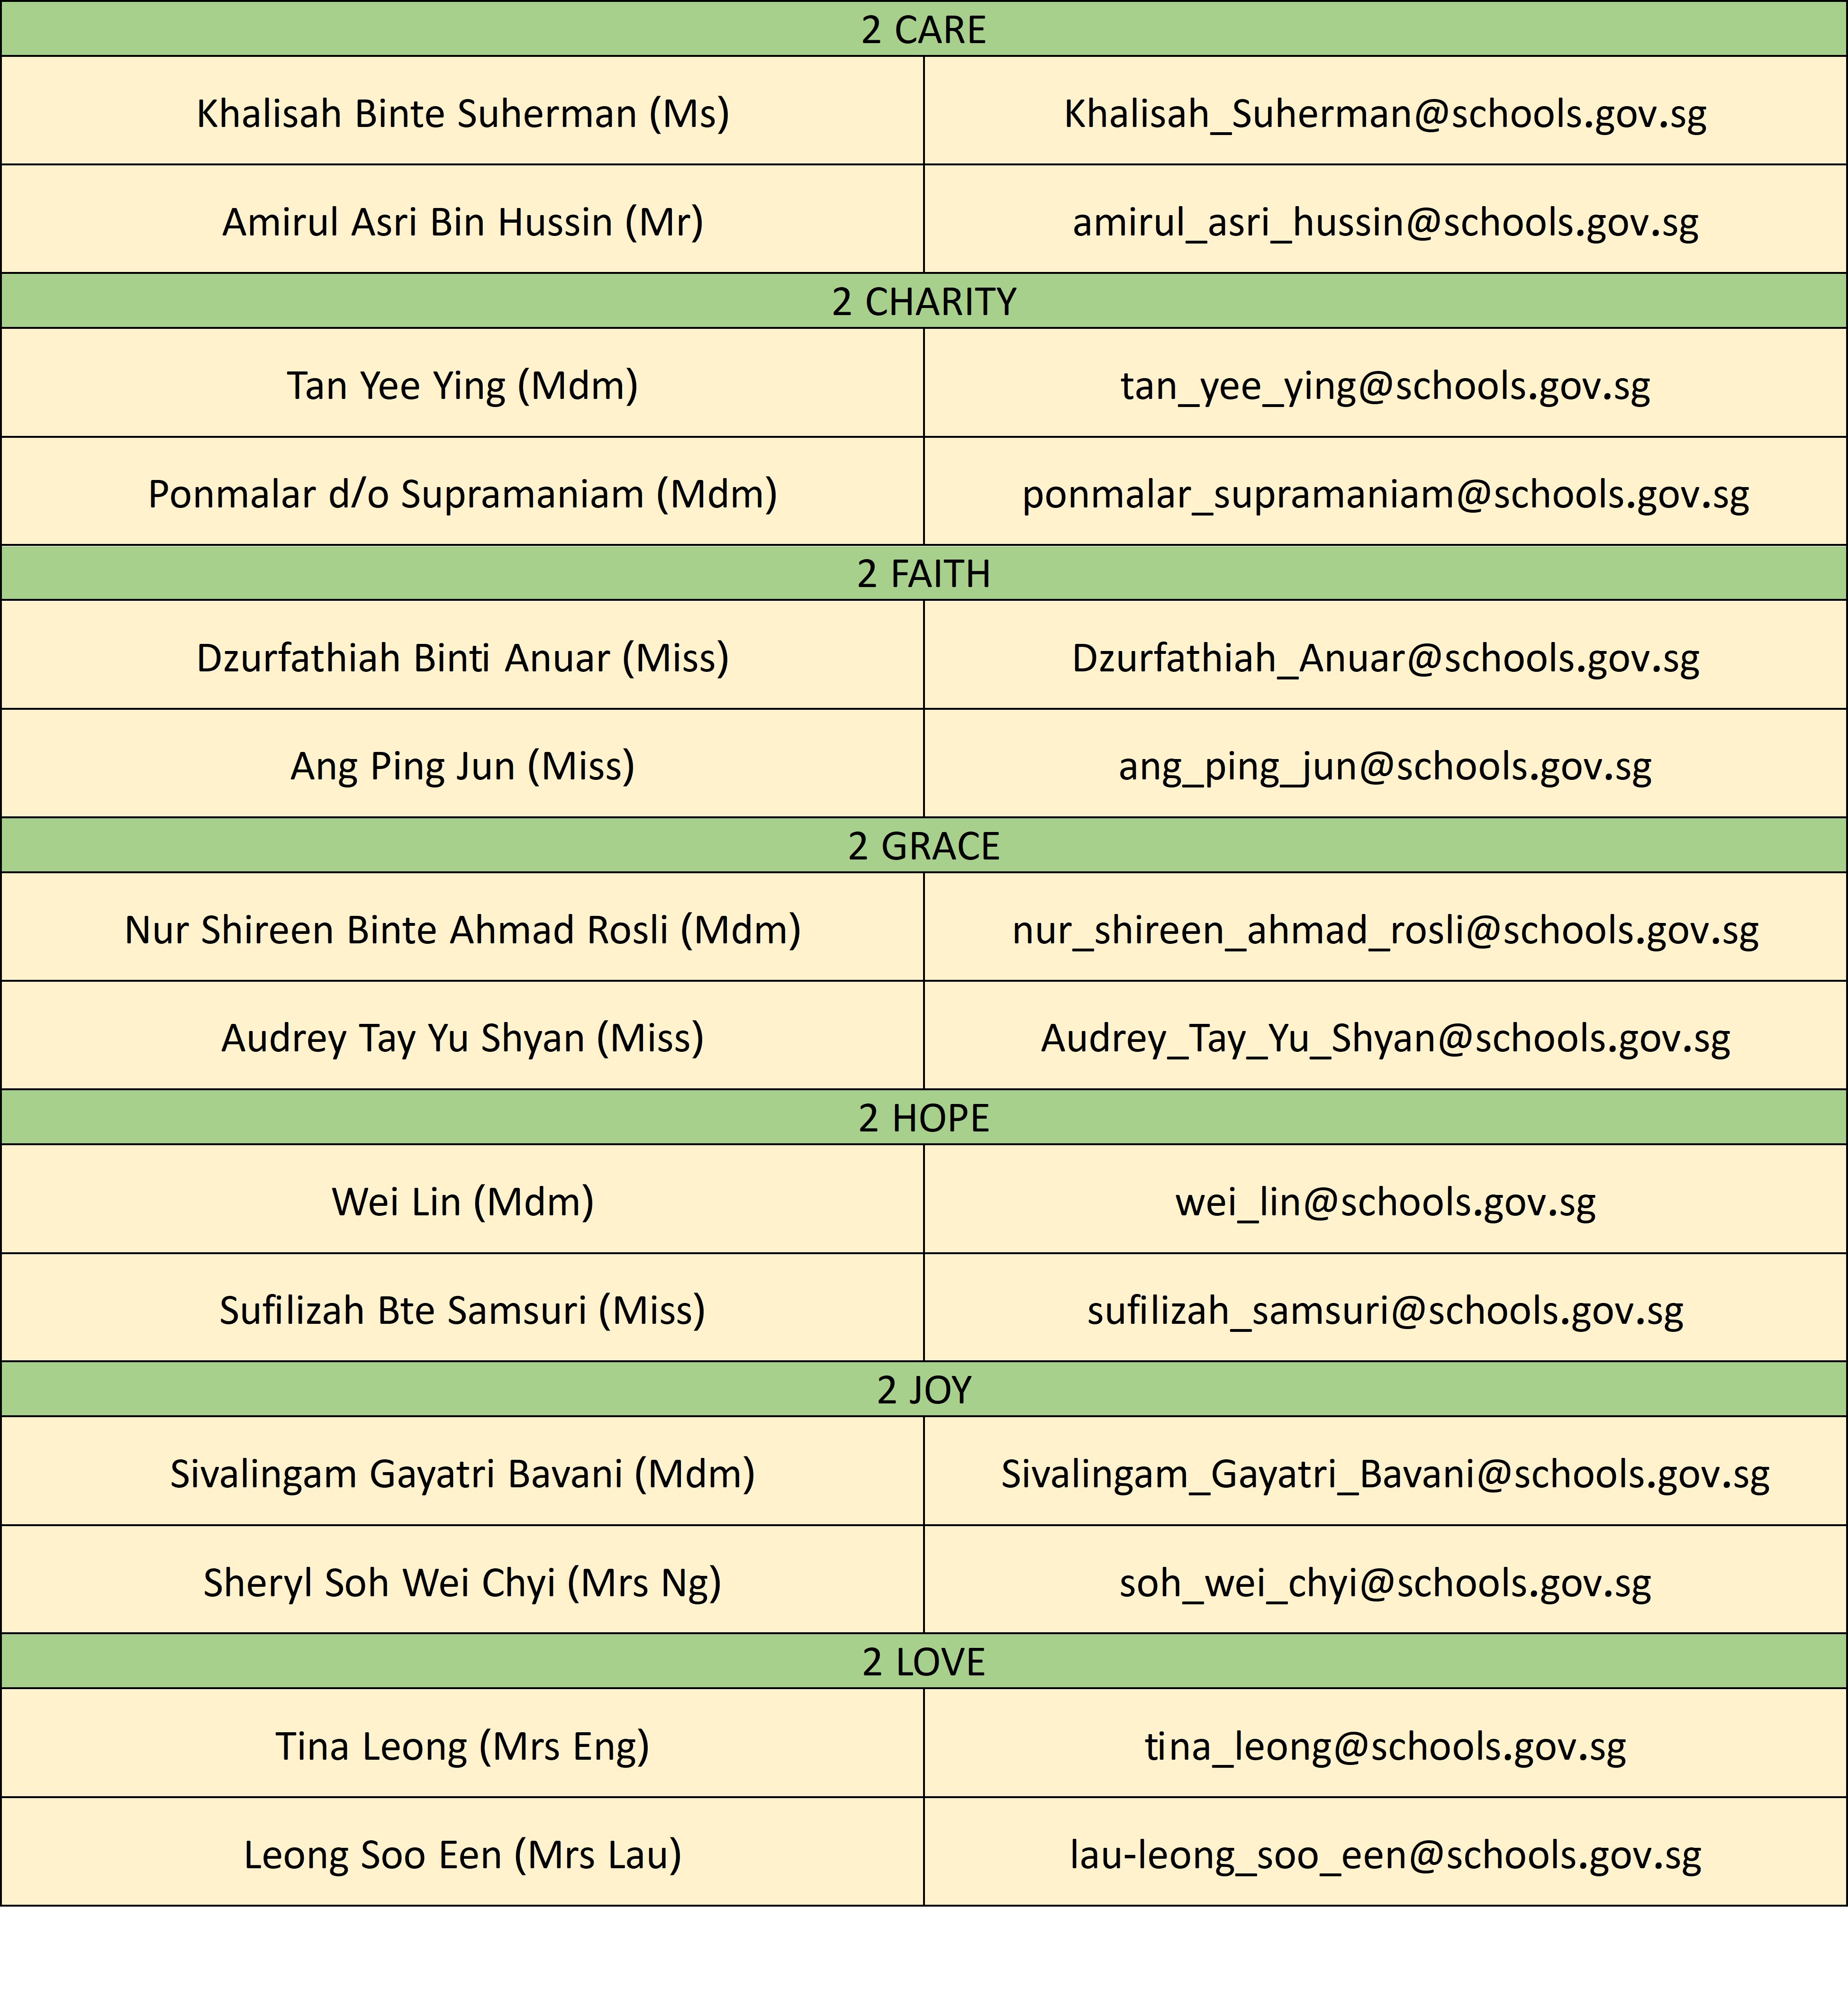 2 CARE
Khalisah Binte Suherman (Ms) Khalisah_Suherman@schools.gov.sg
Amirul Asri Bin Hussin (Mr) amirul_asri_hussin@schools.gov.sg
2 CHARITY
Tan Yee Ying (Mdm) tan_yee_ying@schools.gov.sg
Ponmalar d/o Supramaniam (Mdm) ponmalar_supramaniam@schools.gov.sg
2 FAITH
Dzurfathiah Binti Anuar (Miss) Dzurfathiah_Anuar@schools.gov.sg
Ang Ping Jun (Miss) ang_ping_jun@schools.gov.sg
2 GRACE
Nur Shireen Binte Ahmad Rosli (Mdm) nur_shireen_ahmad_rosli@schools.gov.sg
Audrey Tay Yu Shyan (Miss) Audrey_Tay_Yu_Shyan@schools.gov.sg
2 HOPE
Wei Lin (Mdm) wei_lin@schools.gov.sg
Sufilizah Bte Samsuri (Miss) sufilizah_samsuri@schools.gov.sg
2 JOY
Sivalingam Gayatri Bavani (Mdm) Sivalingam_Gayatri_Bavani@schools.gov.sg
Sheryl Soh Wei Chyi (Mrs Ng) soh_wei_chyi@schools.gov.sg
2 LOVE
Tina Leong (Mrs Eng) tina_leong@schools.gov.sg
Leong Soo Een (Mrs Lau) lau-leong_soo_een@schools.gov.sg